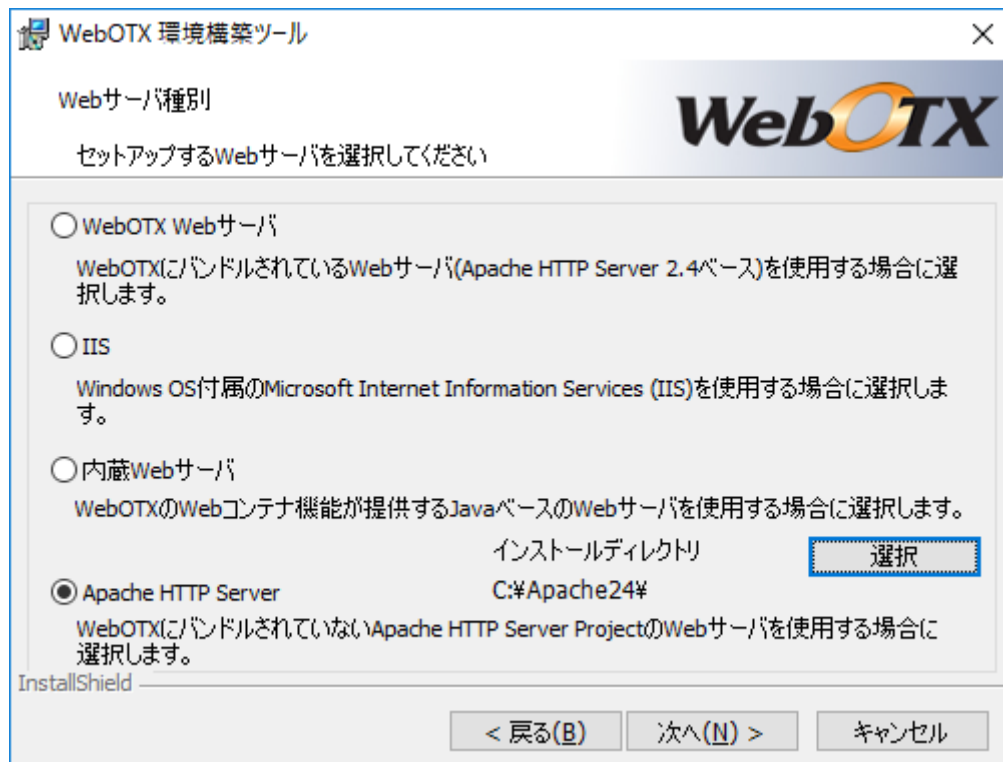 WebOTX 環境構築ツール
Webサーバ種別
WebOTX
セットアップするWebサーバを選択してください
WebOTX Webサーバ
WebOTXにバンドルされているWebサーバ(Apache HTTP Server 2.4ベース)を使用する場合に選
択します。
IIS
Windows OS付属のMicrosoft Internet Information Services (IIS)を使用する場合に選択しま
す。
内蔵Webサーバ
WebOTXのWebコンテナ機能が提供するJavaベースのWebサーバを使用する場合に選択します。
インストールディレクトリ
選択
Apache HTTP Server
C:¥Apache24¥
WebOTXにバンドルされていないApache HTTP Server ProjectのWebサーバを使用する場合に
選択します。
InstallShield
< 戻る(B)
次へ(N) >
キャンセル